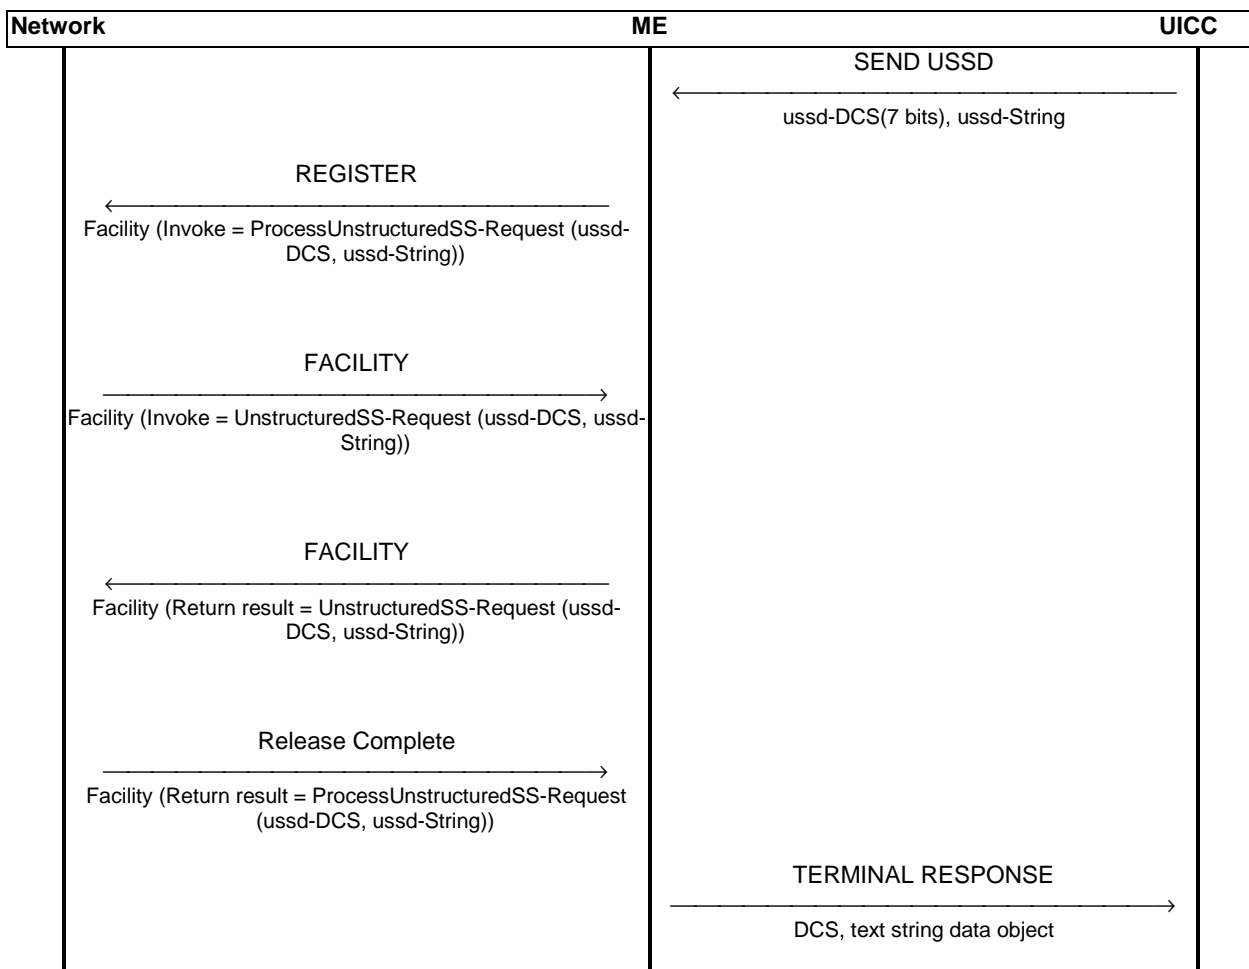 Network ME UICC
SEND USSD
ussd-DCS(7 bits), ussd-String
REGISTER
Facility (Invoke = ProcessUnstructuredSS-Request (ussd-
DCS, ussd-String))
FACILITY
Facility (Invoke = UnstructuredSS-Request (ussd-DCS, ussd-
String))
FACILITY
Facility (Return result = UnstructuredSS-Request (ussd-
DCS, ussd-String))
Release Complete
Facility (Return result = ProcessUnstructuredSS-Request
(ussd-DCS, ussd-String))
TERMINAL RESPONSE
DCS, text string data object